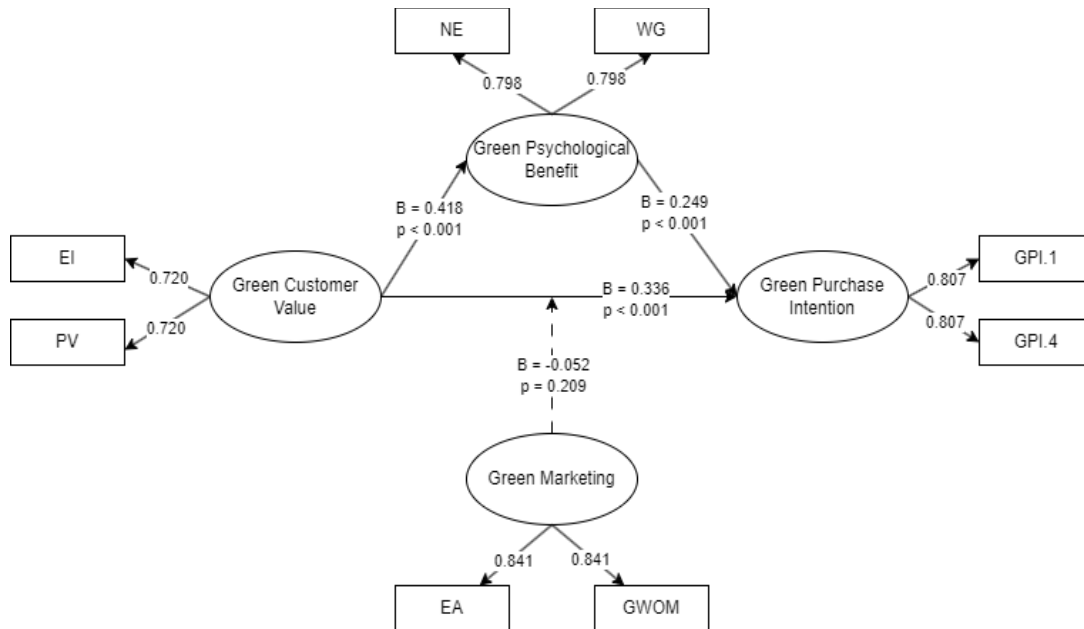 NE
WG
0.798
0.798
Green Psychological
Benefit
B = 0.418
p < 0.001
B = 0.249
p < 0.001
EI
0.720
PV
0.720
Green Customer
Value
B = 0.336
p < 0.001
Green Purchase
Intention
GPI.1
0.807
0.807
GPI.4
B = -0.052
p = 0.209
Green Marketing
0.841
0.841
EA
GWOM